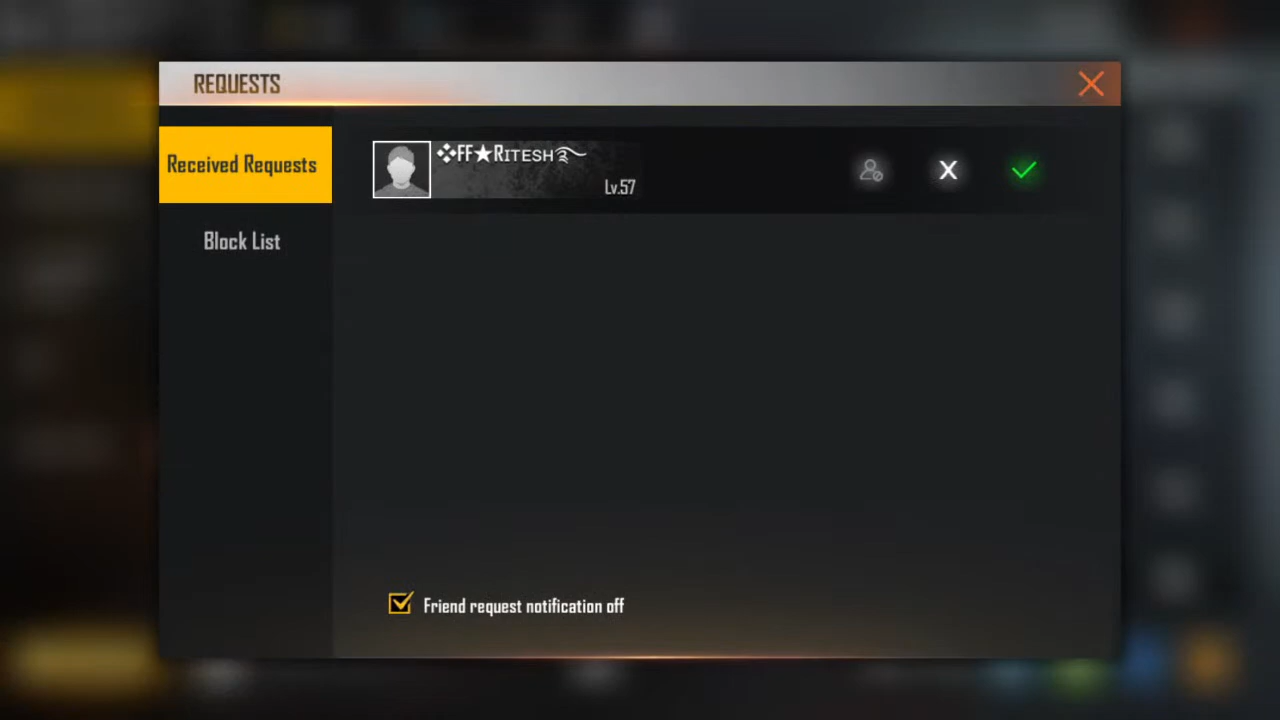 REQUESTS
Received Requests
Block List
❖FF★Rɪᴛᴇsʜ࿐
Lv.57
Friend request notification off